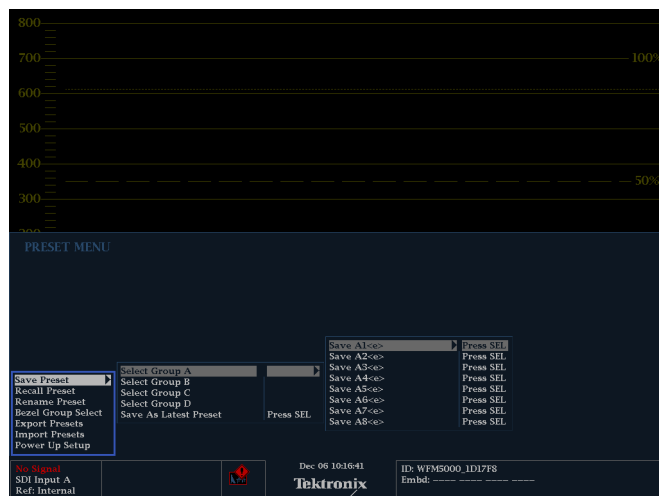 800
700
100%
600
500
400
50%
300
200
PRESET MENU
Save Preset
Recall Preset
Rename Preset
Bezel Group Select
Export Presets
Import Presets
Power Up Setup
Select Group A
Select Group B
Select Group C
Select Group D
Save As Latest Preset Press SEL
Save A1<e> Press SEL
Save A2<e> Press SEL
Save A3<e> Press SEL
Save A4<e> Press SEL
Save A5<e> Press SEL
Save A6<e> Press SEL
Save A7<e> Press SEL
Save A8<e> Press SEL
No Signal
SDI Input A
Ref: Internal
Dec 06 10:16:41
Tektronix
ID: WFM5000_1D17F8
Embd: ---- ---- ---- ----